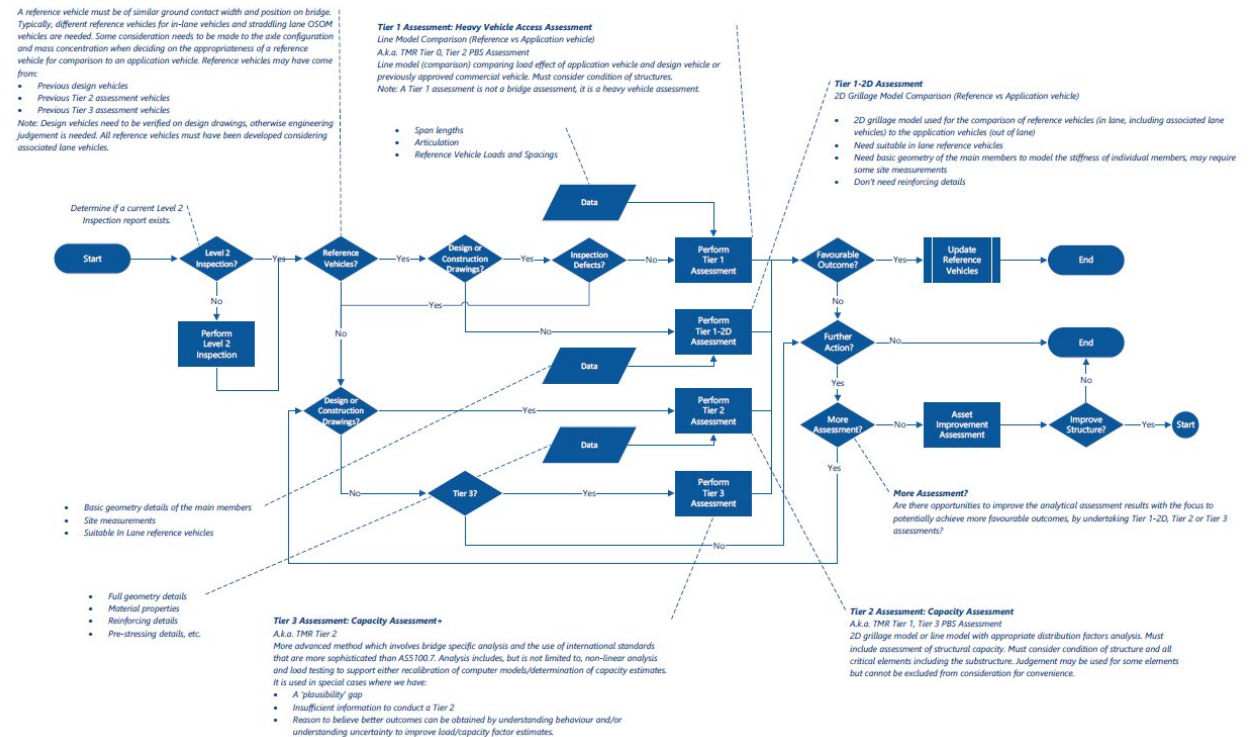 A reference vehicle must be of similar ground contact width and position on bridge.
Typically, different reference vehicles for in-lane vehicles and straddling lane OSOM
vehicles are needed. Some consideration needs to be made to the axle configuration
and mass concentration when deciding on the appropriateness of a reference
vehicle for comparison to an application vehicle. Reference vehicles may have come
from:
• Previous design vehicles
• Previous Tier 2 assessment vehicles
• Previous Tier 3 assessment vehicles
Note: Design vehicles need to be verified on design drawings, otherwise engineering
judgement is needed. All reference vehicles must have been developed considering
associated lane vehicles.
Tier 1 Assessment: Heavy Vehicle Access Assessment
Line Model Comparison (Reference vs Application vehicle)
A.k.a. TMR Tier 0, Tier 2 PBS Assessment
Line model (comparison) comparing load effect of application vehicle and design vehicle or
previously approved commercial vehicle. Must consider condition of structures.
Note: A Tier 1 assessment is not a bridge assessment, it is a heavy vehicle assessment.
• Span lengths
• Articulation
• Reference Vehicle Loads and Spacings
Tier 1-2D Assessment
2D Grillage Model Comparison (Reference vs Application vehicle)
• 2D grillage model used for the comparison of reference vehicles (in lane, including associated lane
vehicles) to the application vehicles (out of lane)
• Need suitable in lane reference vehicles
• Need basic geometry of the main members to model the stiffness of individual members, may require
some site measurements
• Don't need reinforcing details
Determine if a current Level 2
Inspection report exists.
Data
Start
Level 2
Inspection?
Yes
Reference
Vehicles?
Yes
Design or
Construction
Drawings?
Yes
Inspection
Defects?
No
Perform
Tier 1
Assessment
Favourable
Outcome?
Yes
Update
Reference
Vehicles
End
No
Yes
No
Perform
Level 2
Inspection
No
No
Perform
Tier 1-2D
Assessment
Further
Action?
No
End
Data
Yes
No
Design or
Construction
Drawings?
Yes
Perform
Tier 2
Assessment
More
Assessment?
No
Asset
Improvement
Assessment
Improve
Structure?
Yes
Start
Data
Yes
No
Tier 3?
Yes
Perform
Tier 3
Assessment
No
• Basic geometry details of the main members
• Site measurements
• Suitable In Lane reference vehicles
More Assessment?
Are there opportunities to improve the analytical assessment results with the focus to
potentially achieve more favourable outcomes, by undertaking Tier 1-2D, Tier 2 or Tier 3
assessments?
• Full geometry details
• Material properties
• Reinforcing details
• Pre-stressing details, etc.
Tier 3 Assessment: Capacity Assessment+
A.k.a. TMR Tier 2
More advanced method which involves bridge specific analysis and the use of international standards
that are more sophisticated than AS5100.7. Analysis includes, but is not limited to, non-linear analysis
and load testing to support either recalibration of computer models/determination of capacity estimates.
It is used in special cases where we have:
• A 'plausibility' gap
• Insufficient information to conduct a Tier 2
• Reason to believe better outcomes can be obtained by understanding behaviour and/or
understanding uncertainty to improve load/capacity factor estimates.
Tier 2 Assessment: Capacity Assessment
A.k.a. TMR Tier 1, Tier 3 PBS Assessment
2D grillage model or line model with appropriate distribution factors analysis. Must
include assessment of structural capacity. Must consider condition of structure and all
critical elements including the substructure. Judgement may be used for some elements
but cannot be excluded from consideration for convenience.